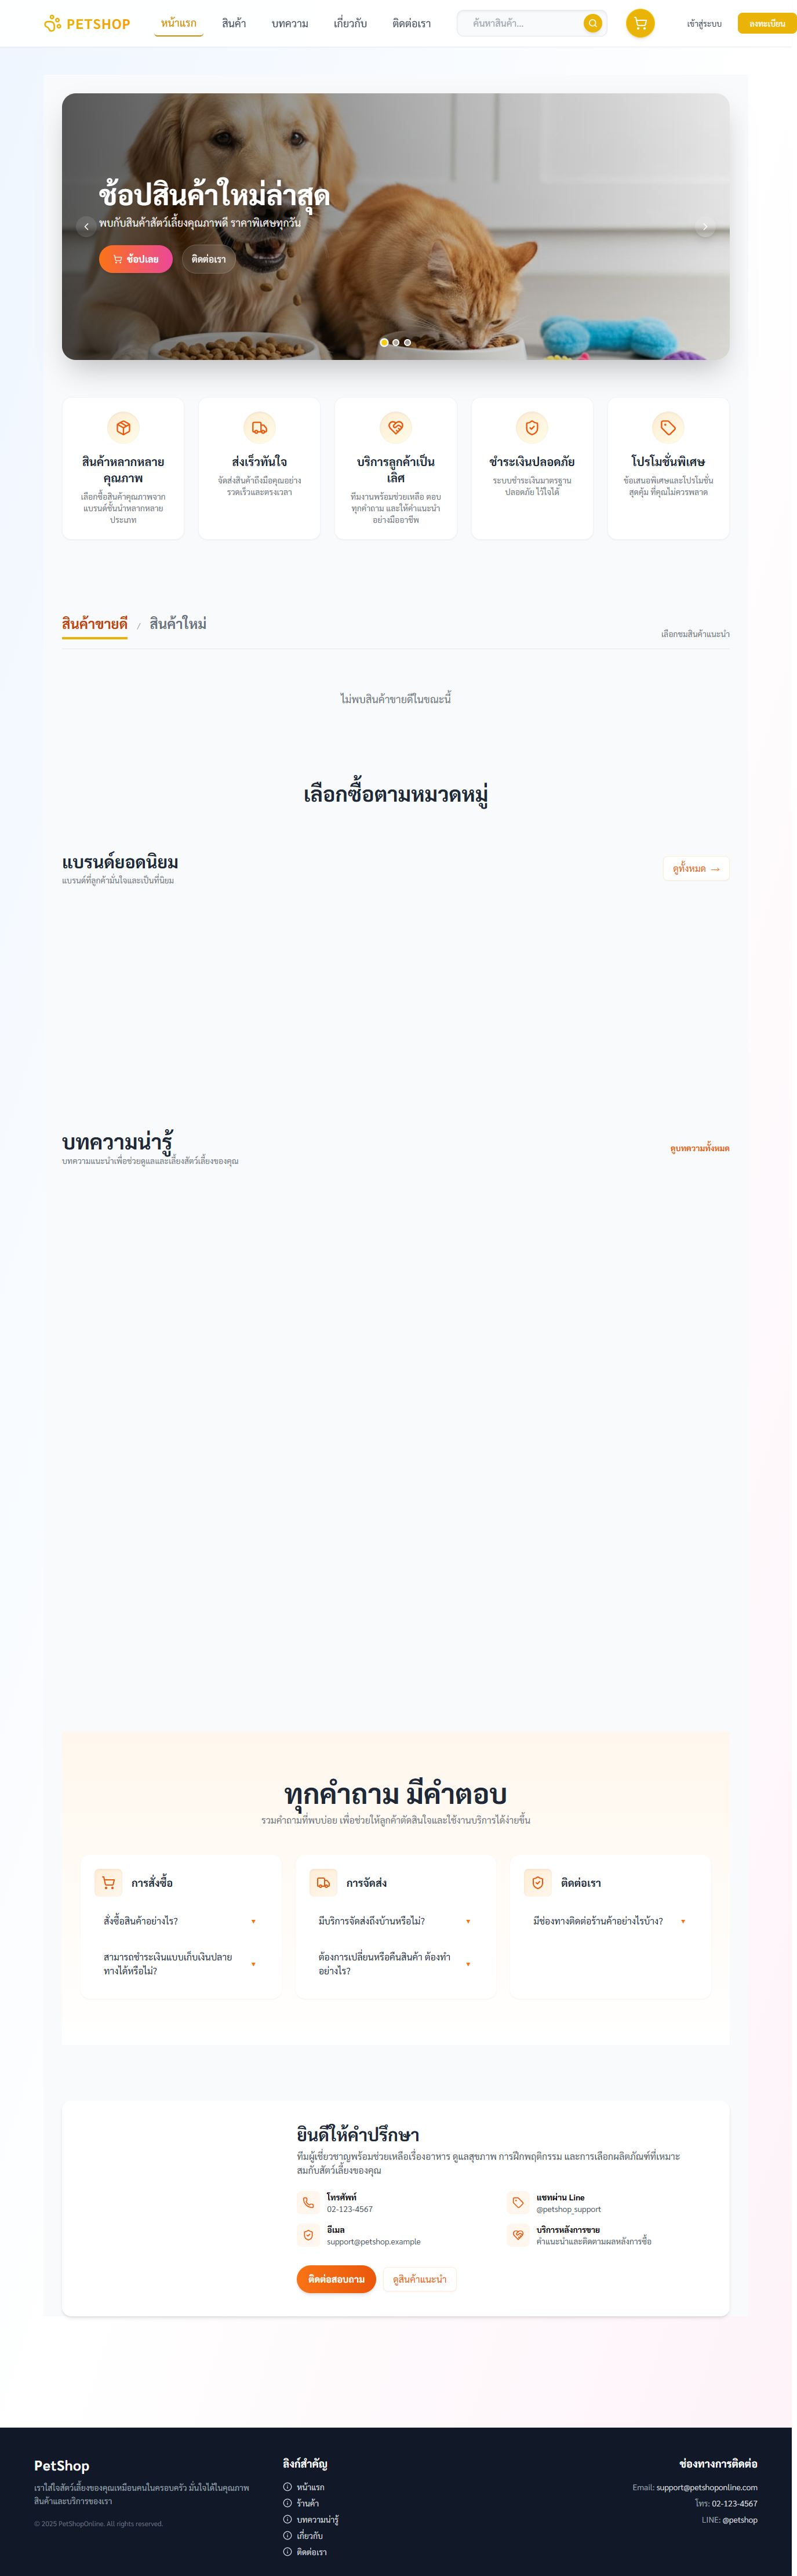 PETSHOP
หน้าแรก
สินค้า
บทความ
เกี่ยวกับ
ติดต่อเรา
ค้นหาสินค้า...
เข้าสู่ระบบ
ลงทะเบียน
ช้อปสินค้าใหม่ล่าสุด
พบกับสินค้าสัตว์เลี้ยงคุณภาพดี ราคาพิเศษทุกวัน
ช้อปเลย
ติดต่อเรา
สินค้าหลากหลาย
คุณภาพ
เลือกซื้อสินค้าคุณภาพจาก
แบรนด์ชั้นนำหลากหลาย
ประเภท
ส่งเร็วทันใจ
จัดส่งสินค้าถึงมือคุณอย่าง
รวดเร็วและตรงเวลา
บริการลูกค้าเป็น
เลิศ
ทีมงานพร้อมช่วยเหลือ ตอบ
ทุกคำถาม และให้คำแนะนำ
อย่างมืออาชีพ
ชำระเงินปลอดภัย
ระบบชำระเงินมาตรฐาน
ปลอดภัย ไว้ใจได้
โปรโมชั่นพิเศษ
ข้อเสนอพิเศษและโปรโมชั่น
สุดคุ้ม ที่คุณไม่ควรพลาด
สินค้าขายดี / สินค้าใหม่
เลือกชมสินค้าแนะนำ
ไม่พบสินค้าขายดีในขณะนี้
เลือกซื้อตามหมวดหมู่
แบรนด์ยอดนิยม
แบรนด์ที่ลูกค้ามั่นใจและเป็นที่นิยม
ดูทั้งหมด →
บทความน่ารู้
บทความแนะนำเพื่อช่วยดูแลและเลี้ยงสัตว์เลี้ยงของคุณ
ดูบทความทั้งหมด
ทุกคำถาม มีคำตอบ
รวมคำถามที่พบบ่อย เพื่อช่วยให้ลูกค้าตัดสินใจและใช้งานบริการได้ง่ายขึ้น
การสั่งซื้อ
สั่งซื้อสินค้าอย่างไร?
สามารถชำระเงินแบบเก็บเงินปลาย
ทางได้หรือไม่?
การจัดส่ง
มีบริการจัดส่งถึงบ้านหรือไม่?
ต้องการเปลี่ยนหรือคืนสินค้า ต้องทำ
อย่างไร?
ติดต่อเรา
มีช่องทางติดต่อร้านค้าอย่างไรบ้าง?
ยินดีให้คำปรึกษา
ทีมผู้เชี่ยวชาญพร้อมช่วยเหลือเรื่องอาหาร ดูแลสุขภาพ การฝึกพฤติกรรม และการเลือกผลิตภัณฑ์ที่เหมาะ
สมกับสัตว์เลี้ยงของคุณ
โทรศัพท์
02-123-4567
แชทผ่าน Line
@petshop_support
อีเมล
support@petshop.example
บริการหลังการขาย
คำแนะนำและติดตามผลหลังการซื้อ
ติดต่อสอบถาม
ดูสินค้าแนะนำ
PetShop
เราใส่ใจสัตว์เลี้ยงของคุณเหมือนคนในครอบครัว มั่นใจได้ในคุณภาพ
สินค้าและบริการของเรา
© 2025 PetShopOnline. All rights reserved.
ลิงก์สำคัญ
หน้าแรก
ร้านค้า
บทความน่ารู้
เกี่ยวกับ
ติดต่อเรา
ช่องทางการติดต่อ
Email: support@petshoponline.com
โทร: 02-123-4567
LINE: @petshop